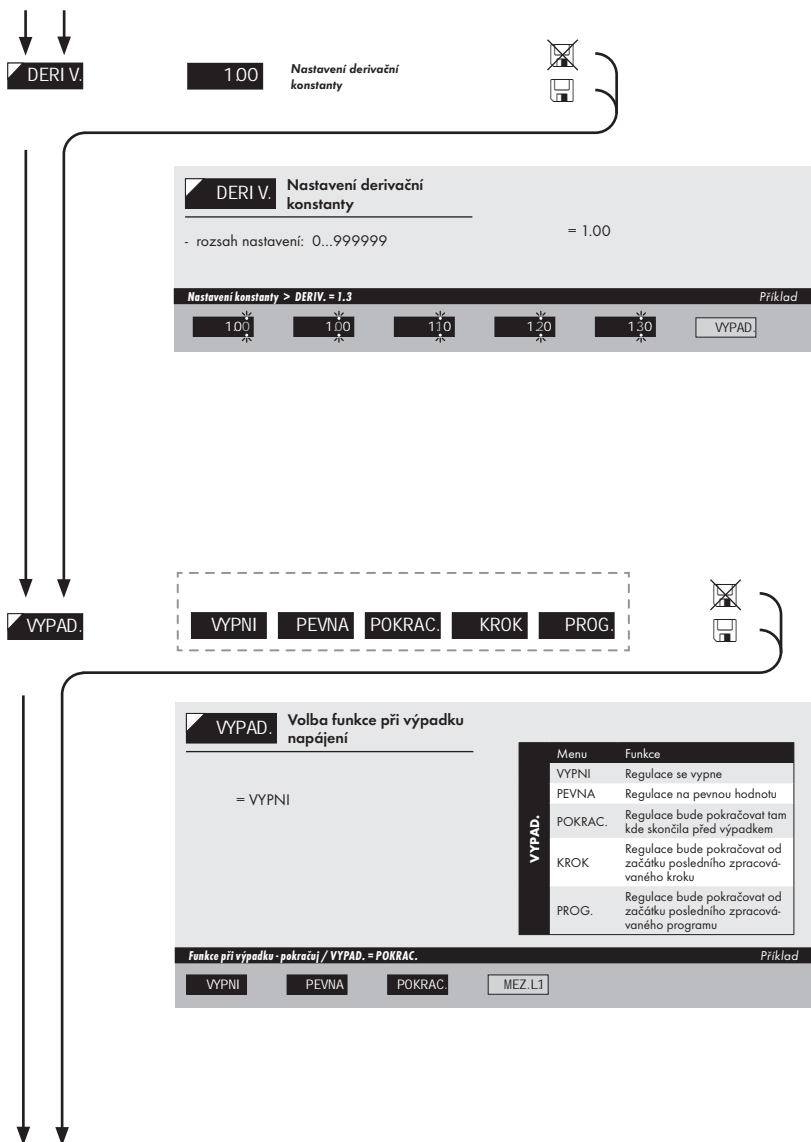 DERI V.
1.00
Nastavení derivační
konstanty
DERI V.
Nastavení derivační
konstanty
- rozsah nastavení: 0...999999
= 1.00
Nastavení konstanty > DERIV. = 1.3
Příklad
1.00 1.00 1.10 1.20 1.30 VYPAD.
VYPAD.
VYPNI PEVNA POKRAC. KROK PROG.
VYPAD.
Volba funkce při výpadku
napájení
= VYPNI
VYPAD.
Menu Funkce
VYPNI Regulace se vypne
PEVNA Regulace na pevnou hodnotu
POKRAC. Regulace bude pokračovat tam
kde skončila před výpadkem
KROK Regulace bude pokračovat od
začátku posledního zpracová-
vaného kroku
PROG. Regulace bude pokračovat od
začátku posledního zpracová-
vaného programu
Funkce při výpadku - pokračuj / VYPAD. = POKRAC.
Příklad
VYPNI PEVNA POKRAC. MEZ.L1